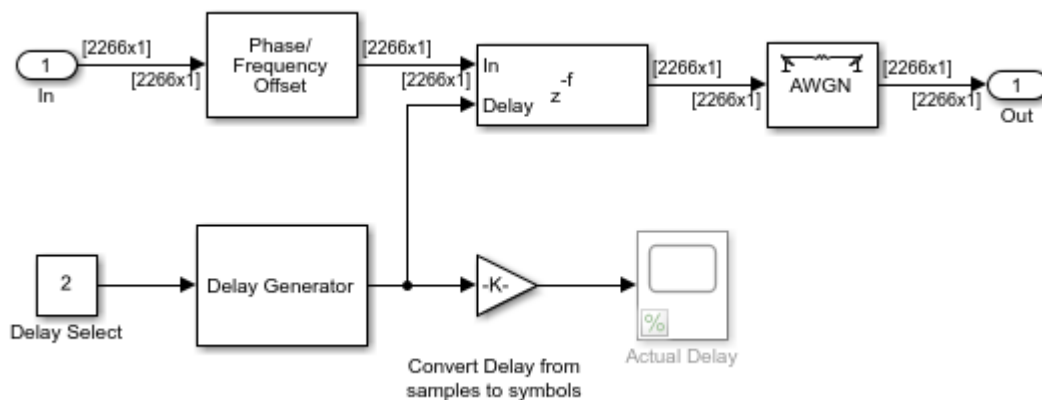 [2266x1]
[2266x1]
1
In
Phase/
Frequency
Offset
[2266x1]
[2266x1]
In
Delay
z
-f
[2266x1]
[2266x1]
AWGN
[2266x1]
[2266x1]
1
Out
2
Delay Select
Delay Generator
-K-
Convert Delay from
samples to symbols
%
Actual Delay